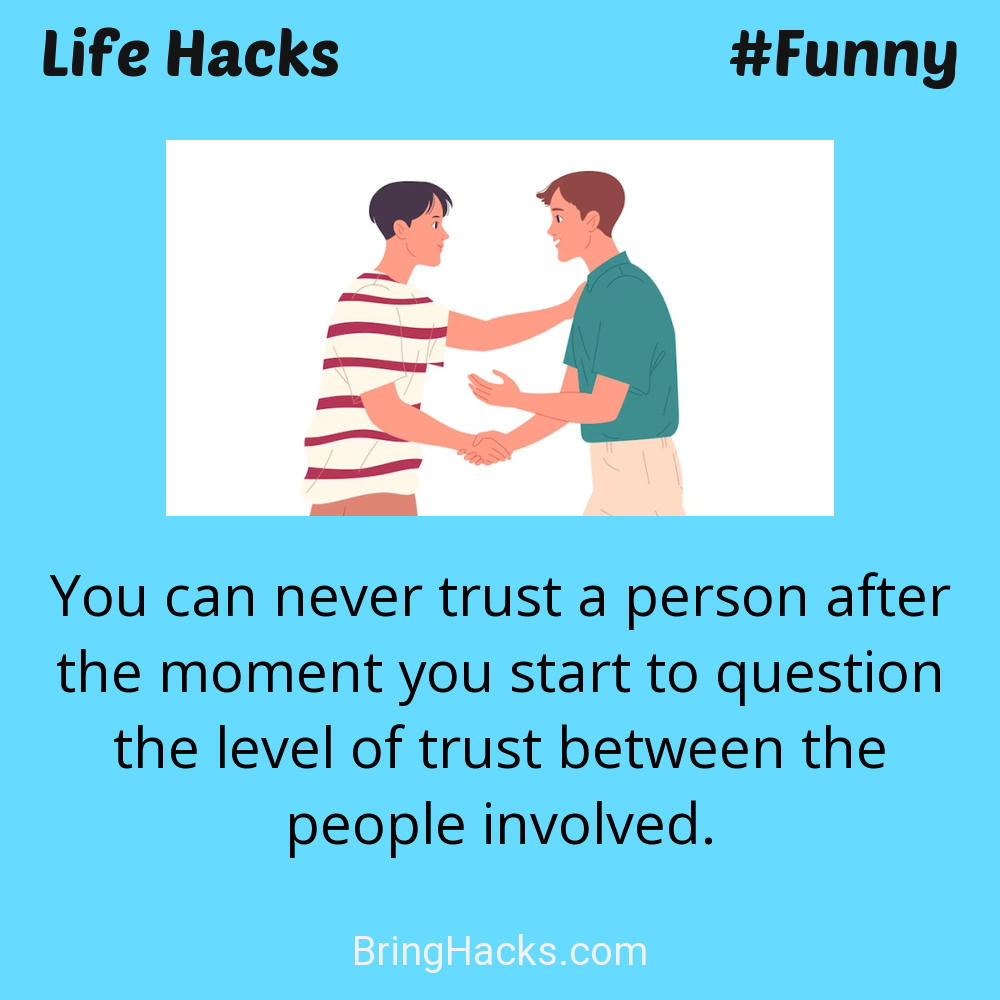 Life Hacks
#Funny
You can never trust a person after
the moment you start to question
the level of trust between the
people involved.
BringHacks.com